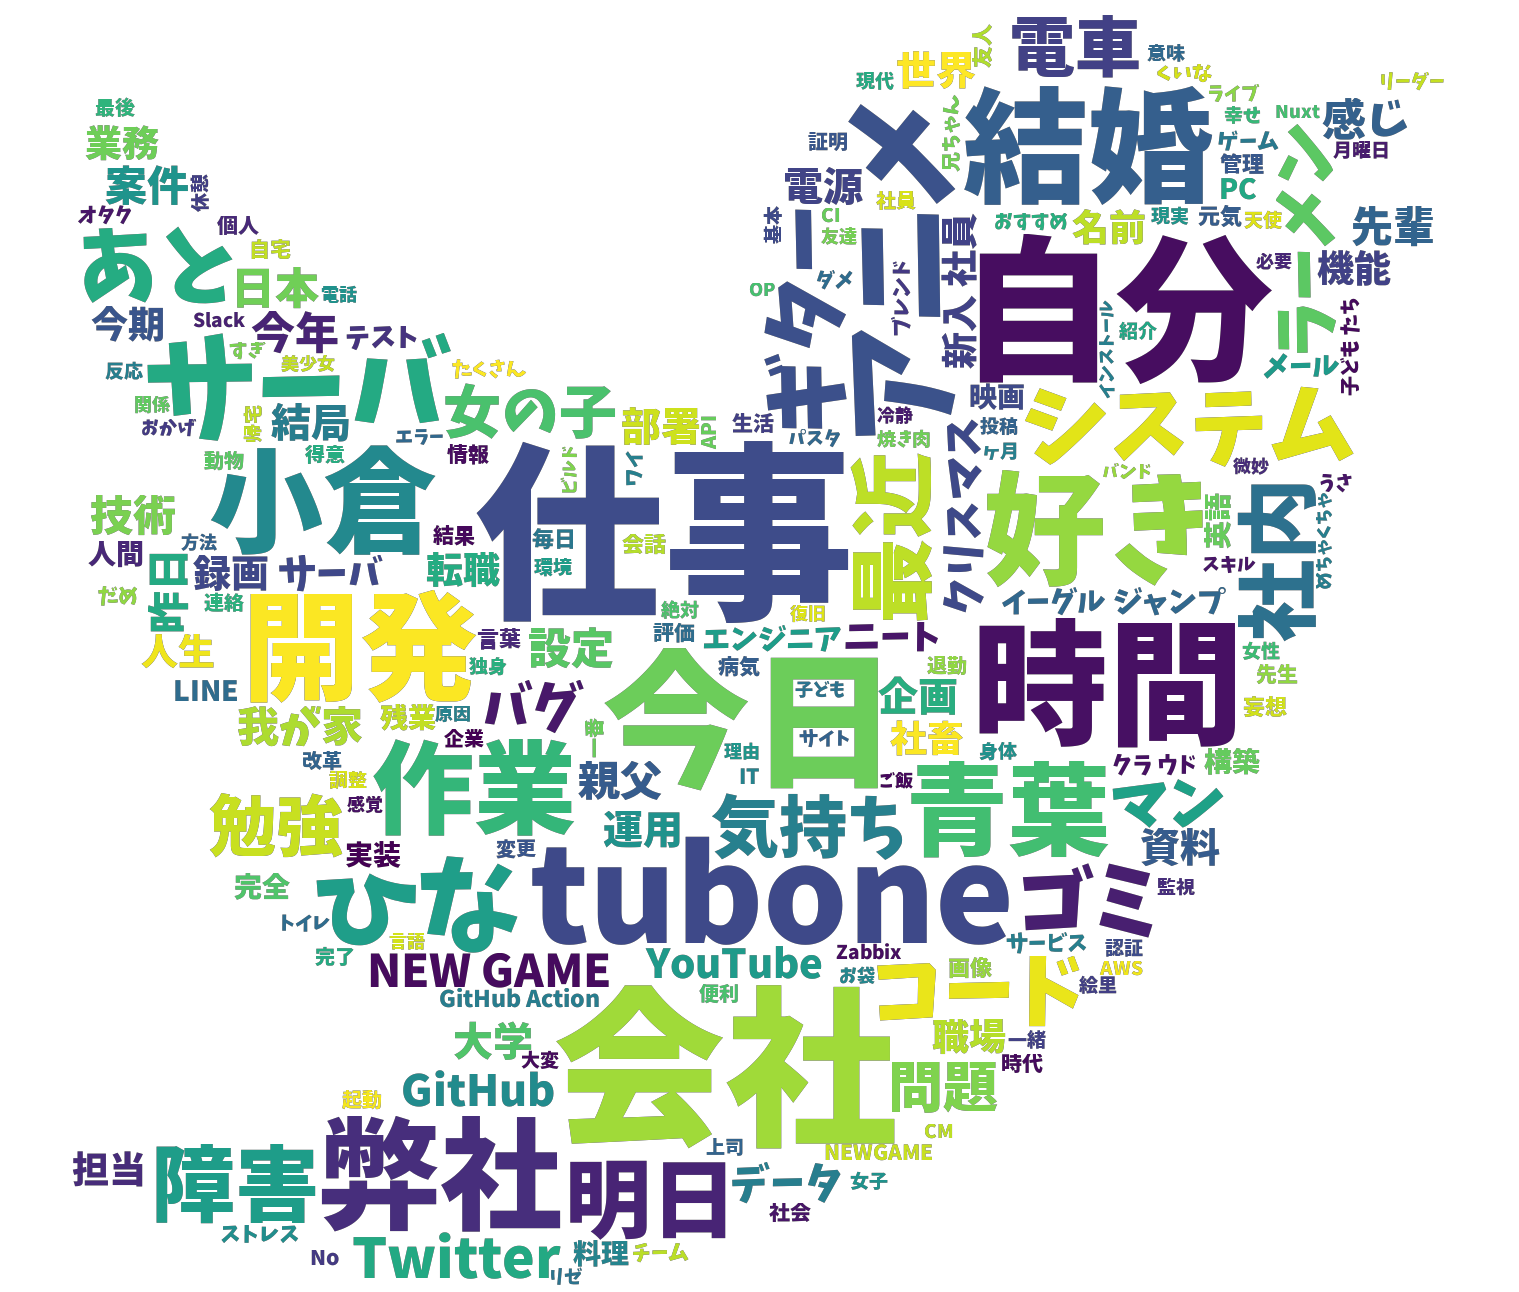 電車
意味
友人
世界
現代
くいな
リーダー
ライブ
最後
メ
結婚
兄ちゃん
幸せ
Nuxt
感じ
業務
証明
ゲーム
月曜日
メン
管理
案件
休憩
電源
社員
PC
オタク
個人
基本
CI
友達
おすすめ
名前
現実
元気
天使
先輩
あと
自宅
アニ
ギター
社員
自分
必要
機能
日本
電話
ダメ
ブレンド
OP
今期
Slack
今年
テスト
新入
インストール
紹介
ラー
子どもたち
サーバ
すぎ
美少女
たくさん
メール
反応
関係
おかげ
帰宅
結局
エラー
女の子
部署
API
生活
冷静
映画
システム
パスタ
焼き肉
投稿
ヶ月
動物
得意
情報
ビルド
ワイ
クリスマス
バンド
微妙
小倉
仕事
最近
好き
英語
社内
うさ
めちゃくちゃ
技術
方法
結果
毎日
会話
人間
昨日
録画
サーバ
転職
環境
スキル
だめ
連絡
絶対
復旧
イーグル
ジャンプ
開発
言葉
設定
評価
エンジニア
ニート
時間
人生
独身
病気
退勤
女性
先生
LINE
バグ
今日
子ども
企画
妄想
我が家
残業
原因
企業
唯一
サイト
社畜
身体
改革
理由
調整
作業
親父
IT
ご飯
クラウド
構築
感覚
青葉
マン
勉強
運用
気持ち
実装
変更
資料
完全
ひな
tubone
ゴミ
監視
トイレ
言語
完了
サービス
認証
NEW GAME
YouTube
Zabbix
お袋
コード
画像
AWS
絵里
GitHub Action
便利
会社
大学
大変
職場
一緒
時代
GitHub
問題
起動
弊社
上司
CM
NEWGAME
担当
障害
明日
データ
女子
社会
ストレス
No
Twitter
料理
チーム
リゼ